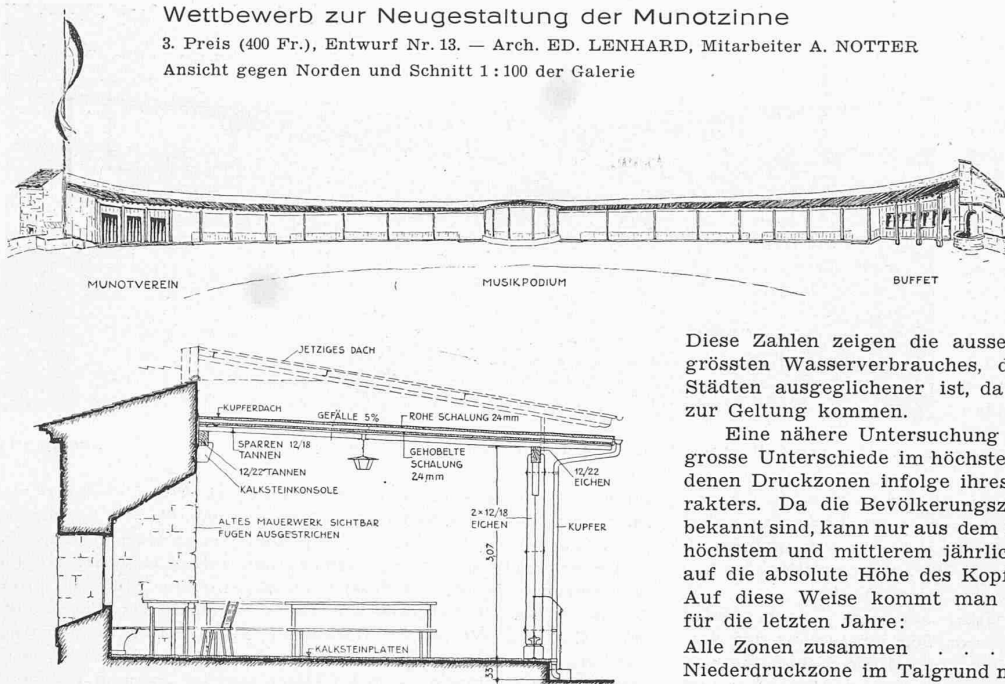 Wettbewerb zur Neugestaltung der Munotzinne
3. Preis (400 Fr.), Entwurf Nr. 13. — Arch. ED. LENHARD, Mitarbeiter A. NOTTER
Ansicht gegen Norden und Schnitt 1 : 100 der Galerie
MUNOTVEREIN
MUSIKPODIUM
BUFFET
JETZIGES DACH
KUPFERDACH
GEFÄLLE 5%
ROHE SCHALUNG 24mm
SPARREN 12/18
TANNEN
GEHOBELTE
SCHALUNG
24mm
12/22 TANNEN
KALKSTEINKONSOLE
12/22
EICHEN
2×12/18
EICHEN
KUPFER
ALTES MAUERWERK SICHTBAR
FUGEN AUSGESTRICHEN
3,07
KALKSTEINPLATTEN
33
Diese Zahlen zeigen die ausse
grössten Wasserverbrauches, d
Städten ausgeglichener ist, da
zur Geltung kommen.
Eine nähere Untersuchung
grosse Unterschiede im höchste
denen Druckzonen infolge ihres
rakters. Da die Bevölkerungsz
bekannt sind, kann nur aus dem
höchstem und mittlerem jährlic
auf die absolute Höhe des Kopf
Auf diese Weise kommt man
für die letzten Jahre:
Alle Zonen zusammen . . .
Niederdruckzone im Talgrund m